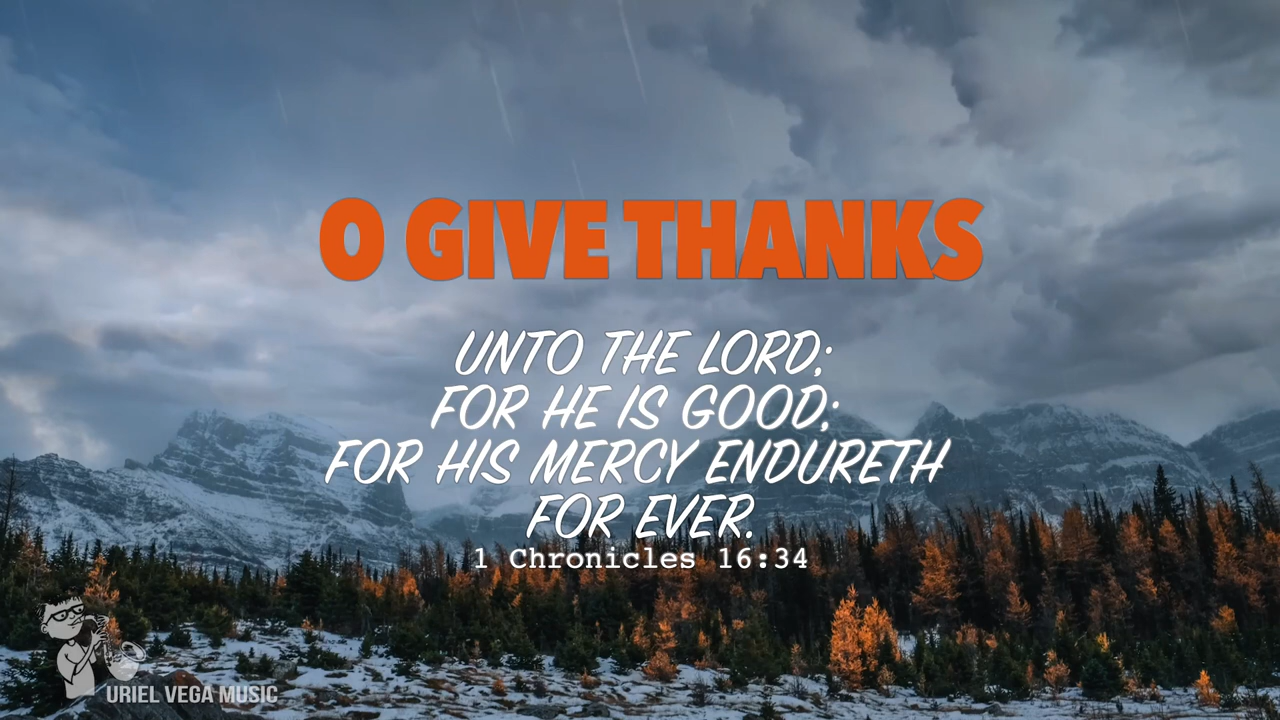 O GIVE THANKS
UNTO THE LORD;
FOR HE IS GOOD;
FOR HIS MERCY ENDURETH
FOR EVER.
1 Chronicles 16:34
URIEL VEGA MUSIC